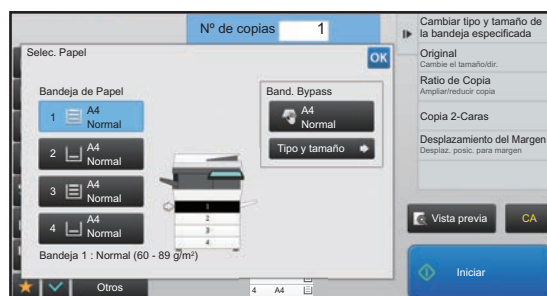 Nº de copias 1
Selec. Papel
OK
Bandeja de Papel
1 A4
Normal
2 A4
Normal
3 A4
Normal
4 A4
Normal
Bandeja 1 : Normal (60 - 89 g/m²)
Band. Bypass
A4
Normal
Tipo y tamaño
1
2
3
4
Otros
4 A4
Cambiar tipo y tamaño de
la bandeja especificada
Original
Cambie el tamaño/dir.
Ratio de Copia
Ampliar/reducir copia
Copia 2-Caras
Desplazamiento del Margen
Desplaz. posic. para margen
Vista previa
CA
Iniciar